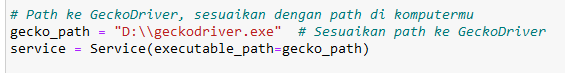 # Path ke GeckoDriver, sesuaikan dengan path di komputermu
gecko_path = "D:\\geckodriver.exe"  # Sesuaikan path ke GeckoDriver
service = Service(executable_path=gecko_path)